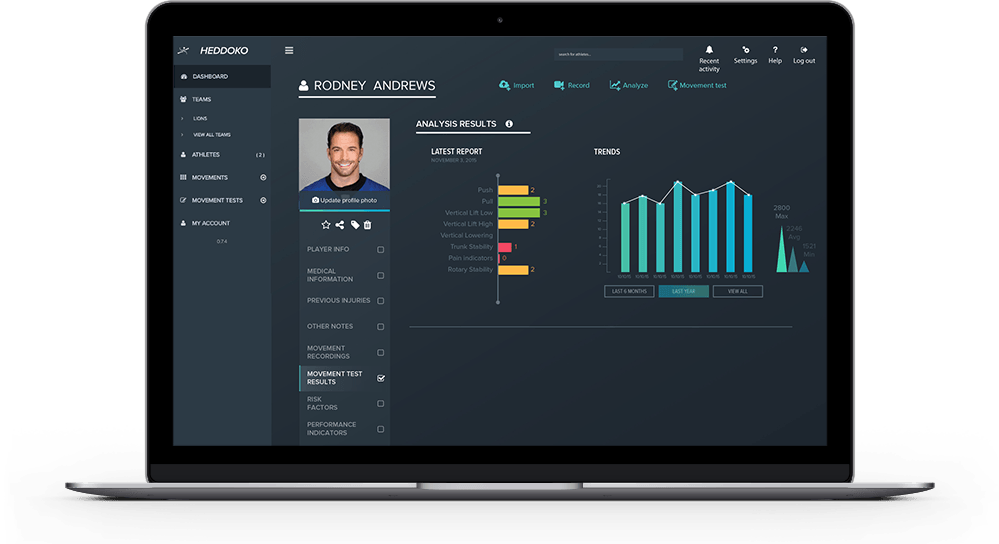 HEDDOKO
search for athletes...
Recent
activity
Settings
Help
Log out
DASHBOARD
TEAMS
LIONS
VIEW ALL TEAMS
ATHLETES (2)
MOVEMENTS
MOVEMENT TESTS
MY ACCOUNT
0.7.4
RODNEY ANDREWS
Import
Record
Analyze
Movement test
Update profile photo
PLAYER INFO
MEDICAL
INFORMATION
PREVIOUS INJURIES
OTHER NOTES
MOVEMENT
RECORDINGS
MOVEMENT TEST
RESULTS
RISK
FACTORS
PERFORMANCE
INDICATORS
ANALYSIS RESULTS
LATEST REPORT
NOVEMBER 3, 2015
Push 2
Pull 3
Vertical Lift Low 3
Vertical Lift High 2
Vertical Lowering
Trunk Stability 1
Pain indicators 0
Rotary Stability 2
TRENDS
2800
Max
2246
Avg
1521
Min
LAST 6 MONTHS
LAST YEAR
VIEW ALL